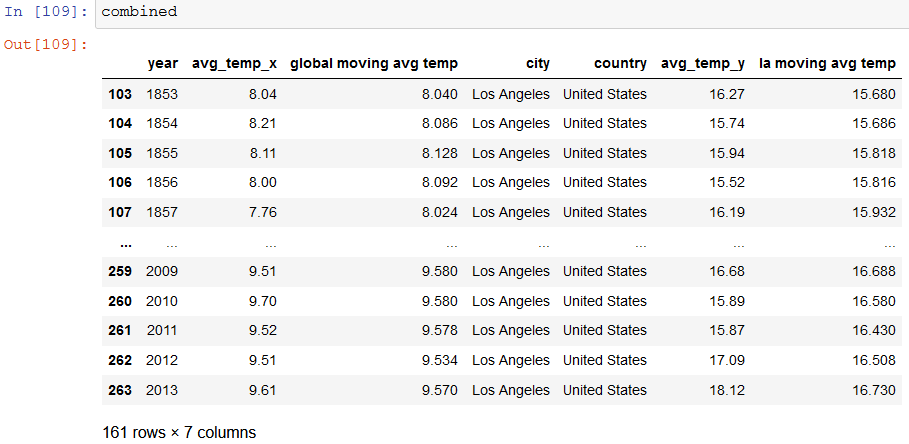 In [109]: combined
Out[109]:
year avg_temp_x global moving avg temp city country avg_temp_y la moving avg temp
103 1853 8.04 8.040 Los Angeles United States 16.27 15.680
104 1854 8.21 8.086 Los Angeles United States 15.74 15.686
105 1855 8.11 8.128 Los Angeles United States 15.94 15.818
106 1856 8.00 8.092 Los Angeles United States 15.52 15.816
107 1857 7.76 8.024 Los Angeles United States 16.19 15.932
... ... ... ... ... ... ... ...
259 2009 9.51 9.580 Los Angeles United States 16.68 16.688
260 2010 9.70 9.580 Los Angeles United States 15.89 16.580
261 2011 9.52 9.578 Los Angeles United States 15.87 16.430
262 2012 9.51 9.534 Los Angeles United States 17.09 16.508
263 2013 9.61 9.570 Los Angeles United States 18.12 16.730
161 rows × 7 columns